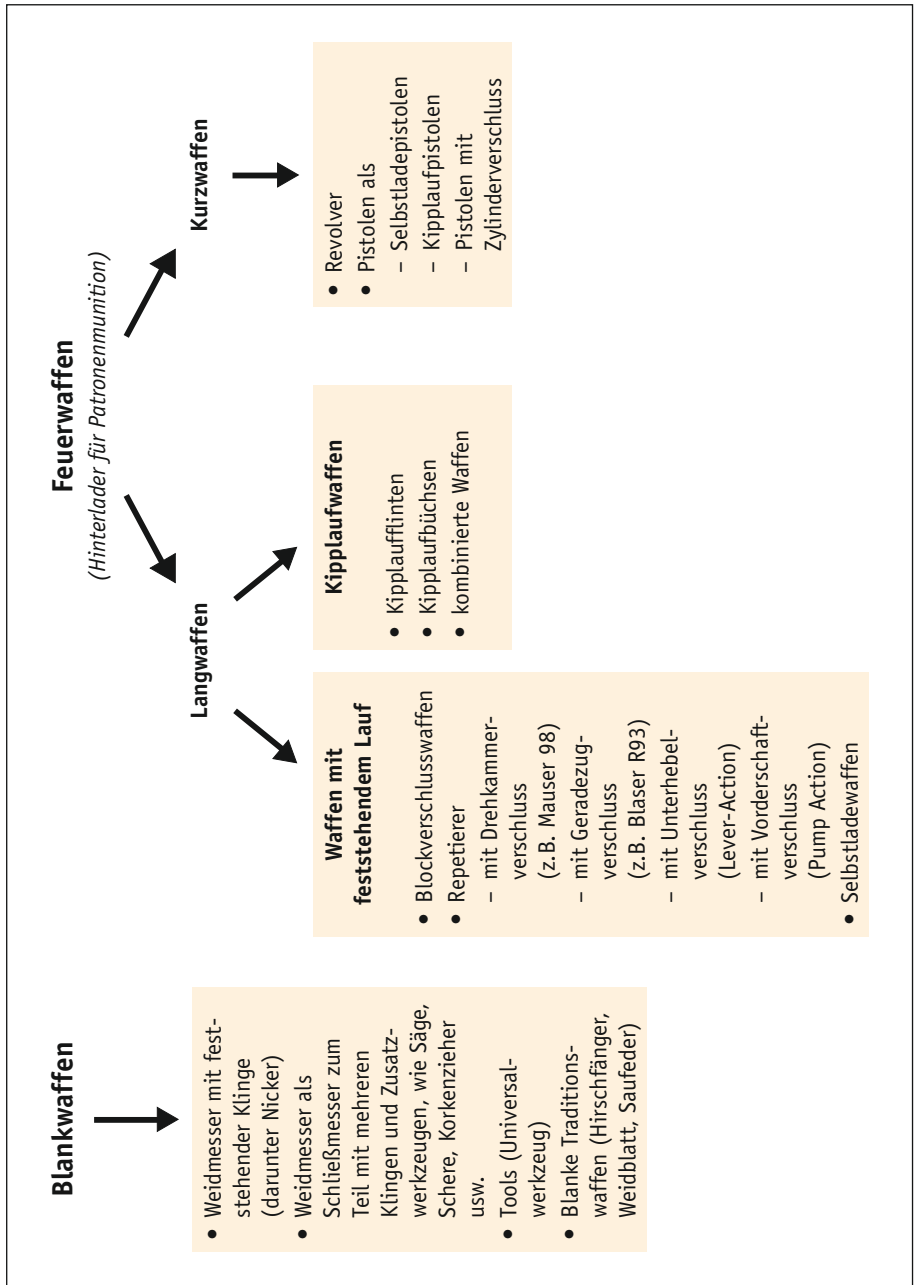 Blankwaffen
• Weidmesser mit fest-
stehender Klinge
(darunter Nicker)
• Weidmesser als
Schließmesser zum
Teil mit mehreren
Klingen und Zusatz-
werkzeugen, wie Säge,
Schere, Korkenzieher
usw.
• Tools (Universal-
werkzeug)
• Blanke Traditions-
waffen (Hirschfänger,
Weidblatt, Saufeder)
Feuerwaffen
(Hinterlader für Patronenmunition)
Langwaffen
Waffen mit
feststehendem Lauf
• Blockverschlusswaffen
• Repetierer
– mit Drehkammer-
verschluss
(z.B. Mauser 98)
– mit Geradezug-
verschluss
(z.B. Blaser R93)
– mit Unterhebel-
verschluss
(Lever-Action)
– mit Vorderschaft-
verschluss
(Pump Action)
• Selbstladewaffen
Kipplaufwaffen
• Kipplaufflinten
• Kipplaufbüchsen
• kombinierte Waffen
Kurzwaffen
• Revolver
• Pistolen als
– Selbstladepistolen
– Kipplaufpistolen
– Pistolen mit
Zylinderverschluss